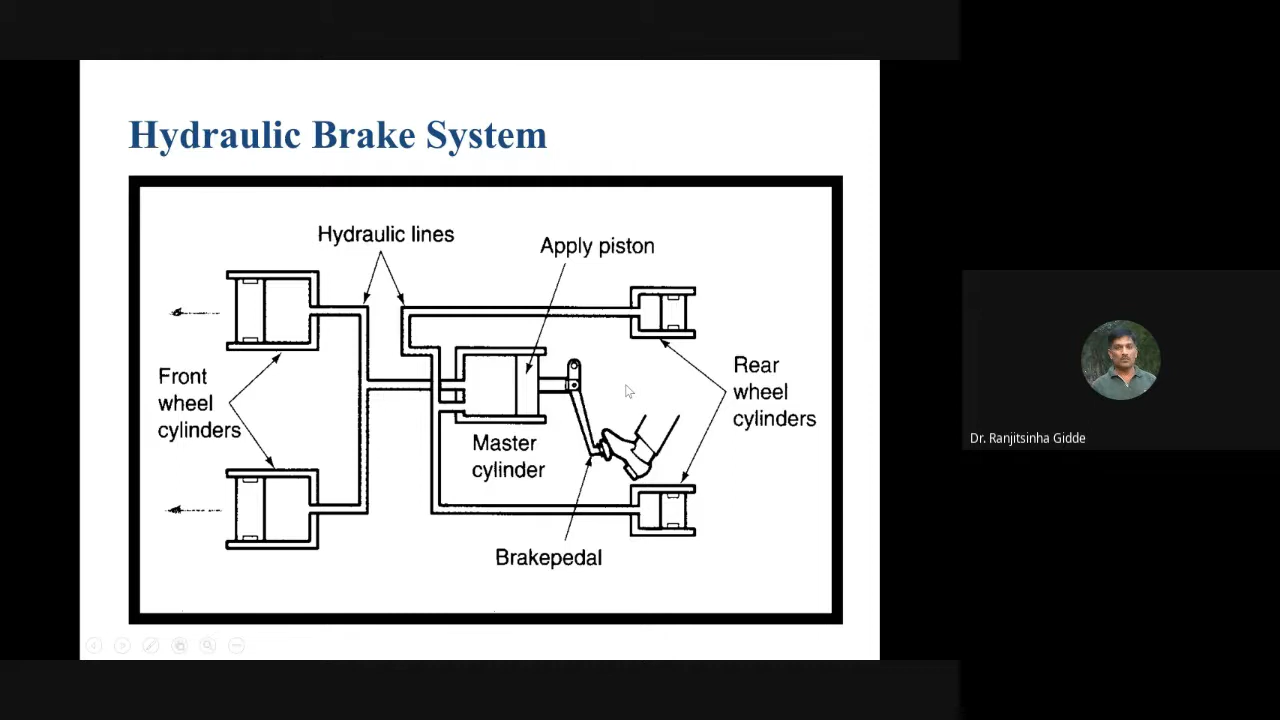 Hydraulic Brake System
Hydraulic lines
Apply piston
Front
wheel
cylinders
Rear
wheel
cylinders
Master
cylinder
Brakepedal
Dr. Ranjitsinha Gidde